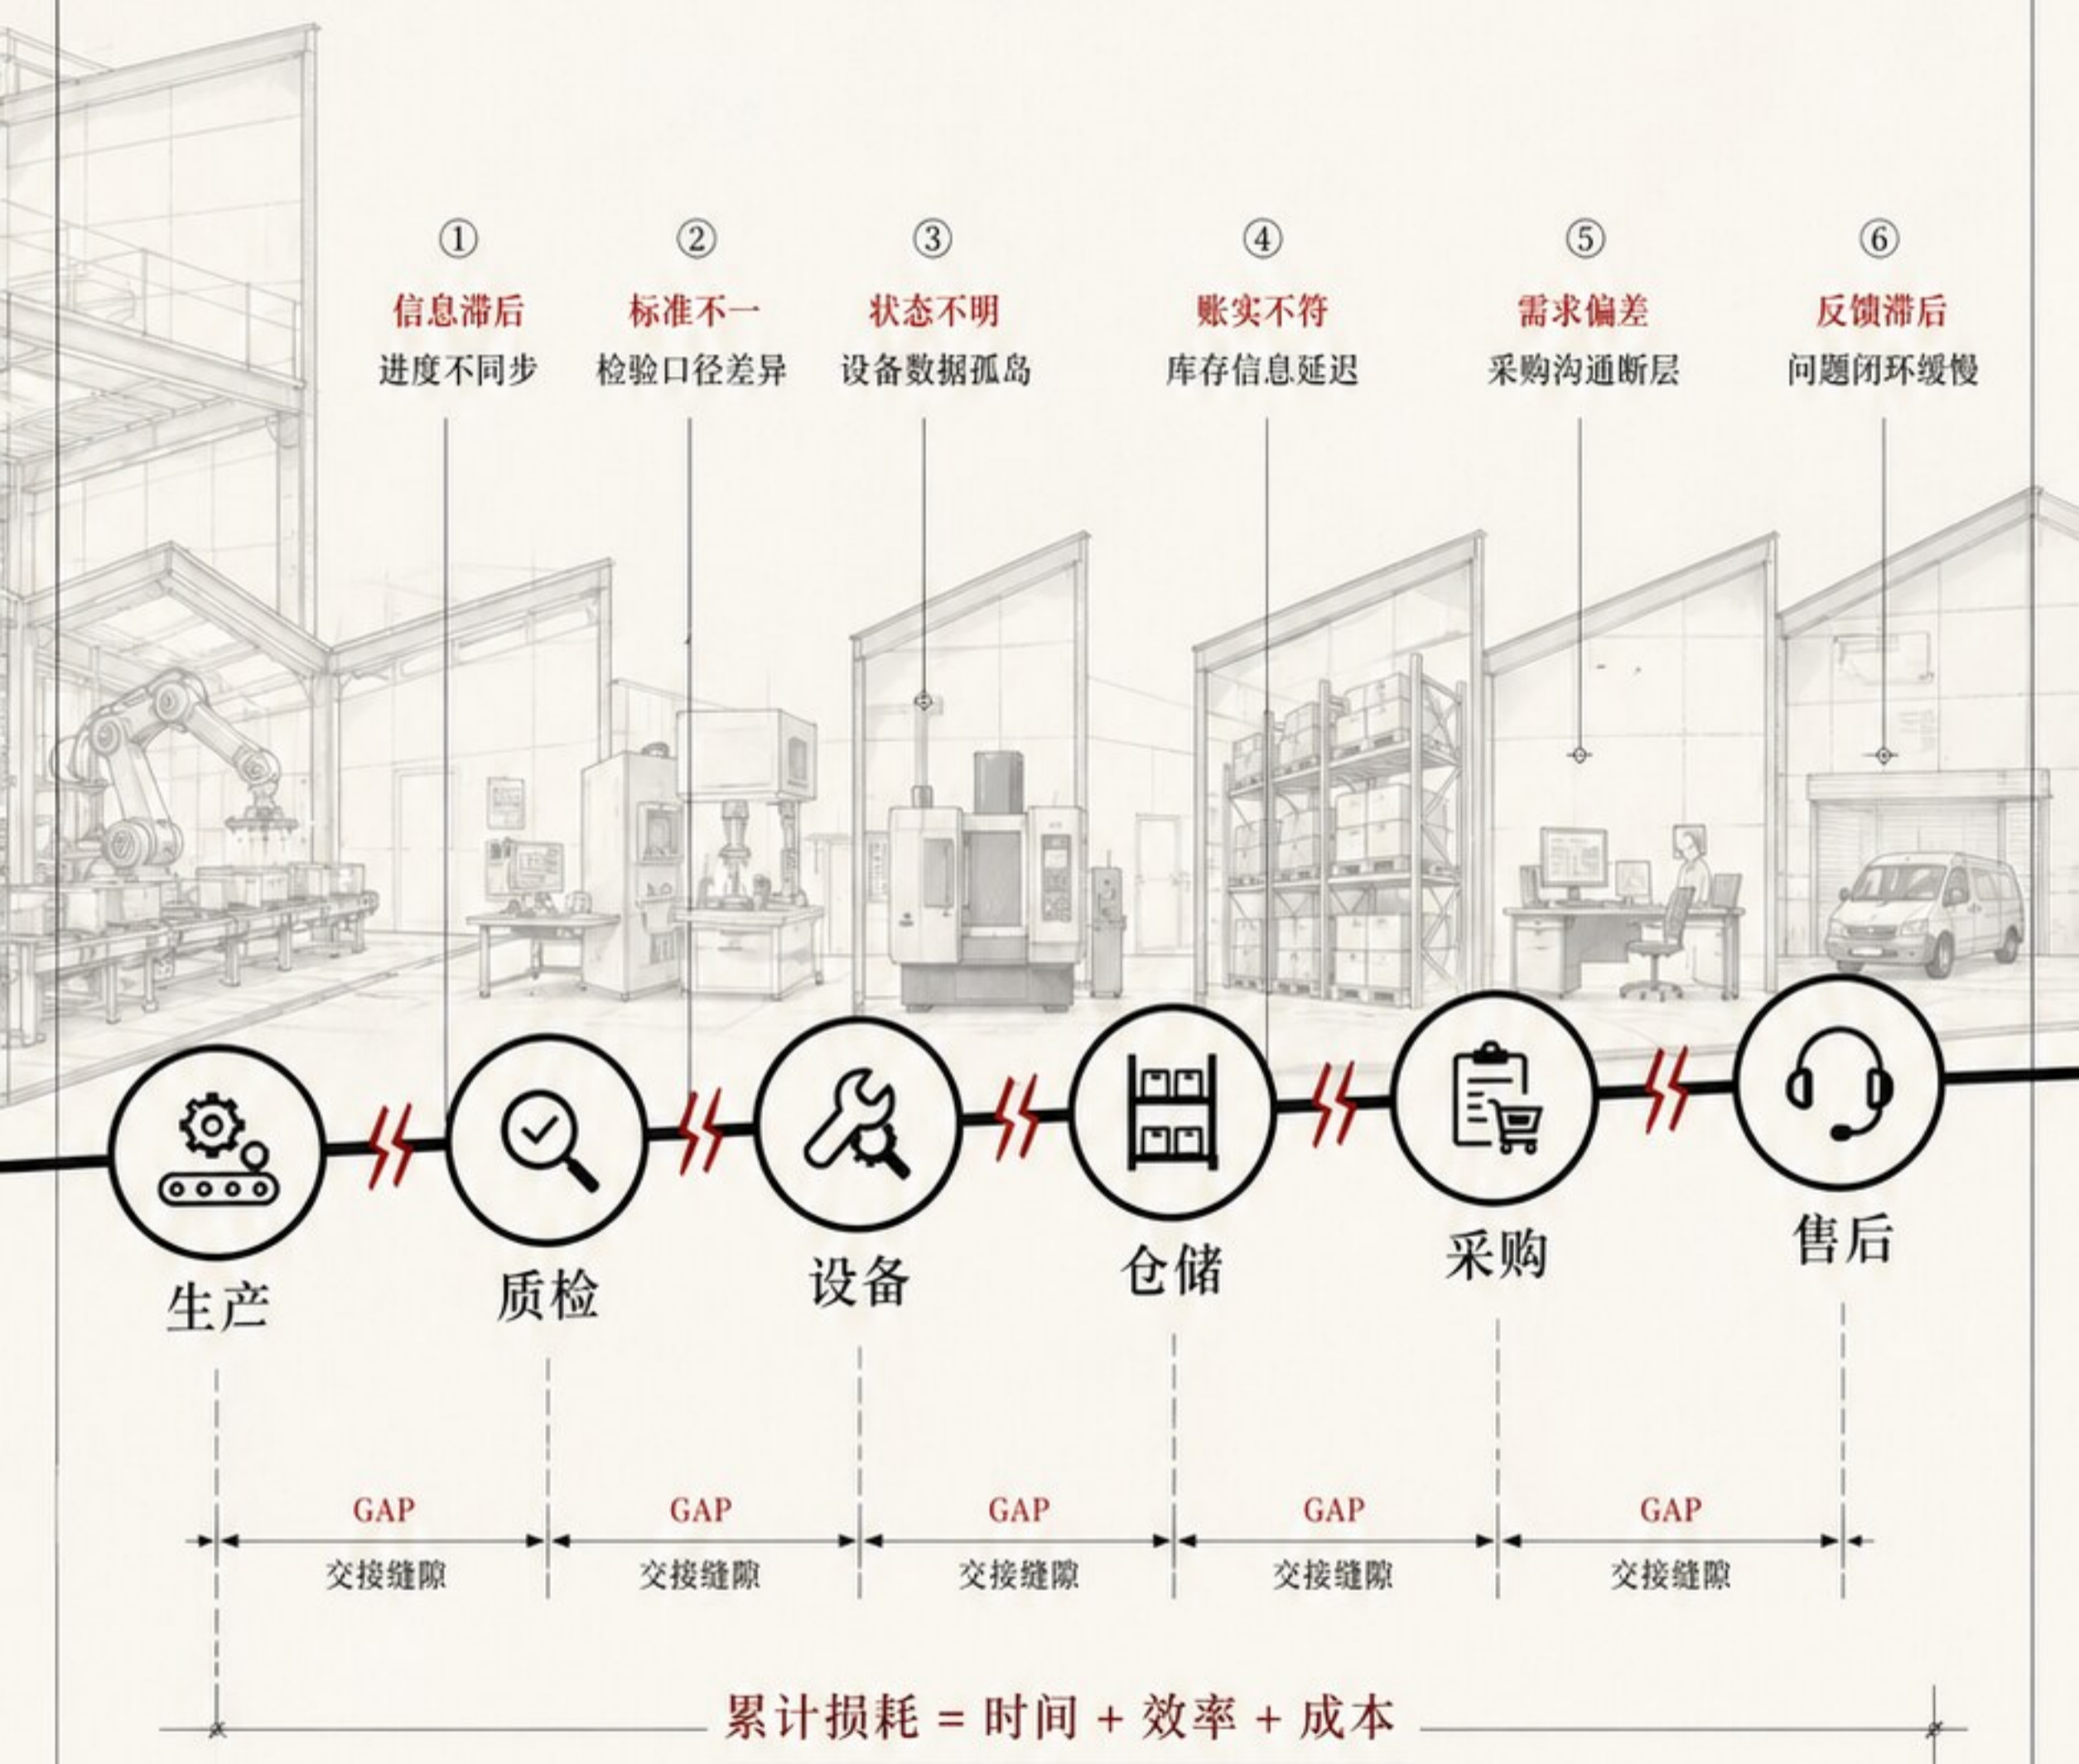 ①
信息滞后
进度不同步
②
标准不一
检验口径差异
③
状态不明
设备数据孤岛
④
账实不符
库存信息延迟
⑤
需求偏差
采购沟通断层
⑥
反馈滞后
问题闭环缓慢
生产
质检
设备
仓储
采购
售后
GAP
交接缝隙
GAP
交接缝隙
GAP
交接缝隙
GAP
交接缝隙
GAP
交接缝隙
累计损耗 = 时间 + 效率 + 成本